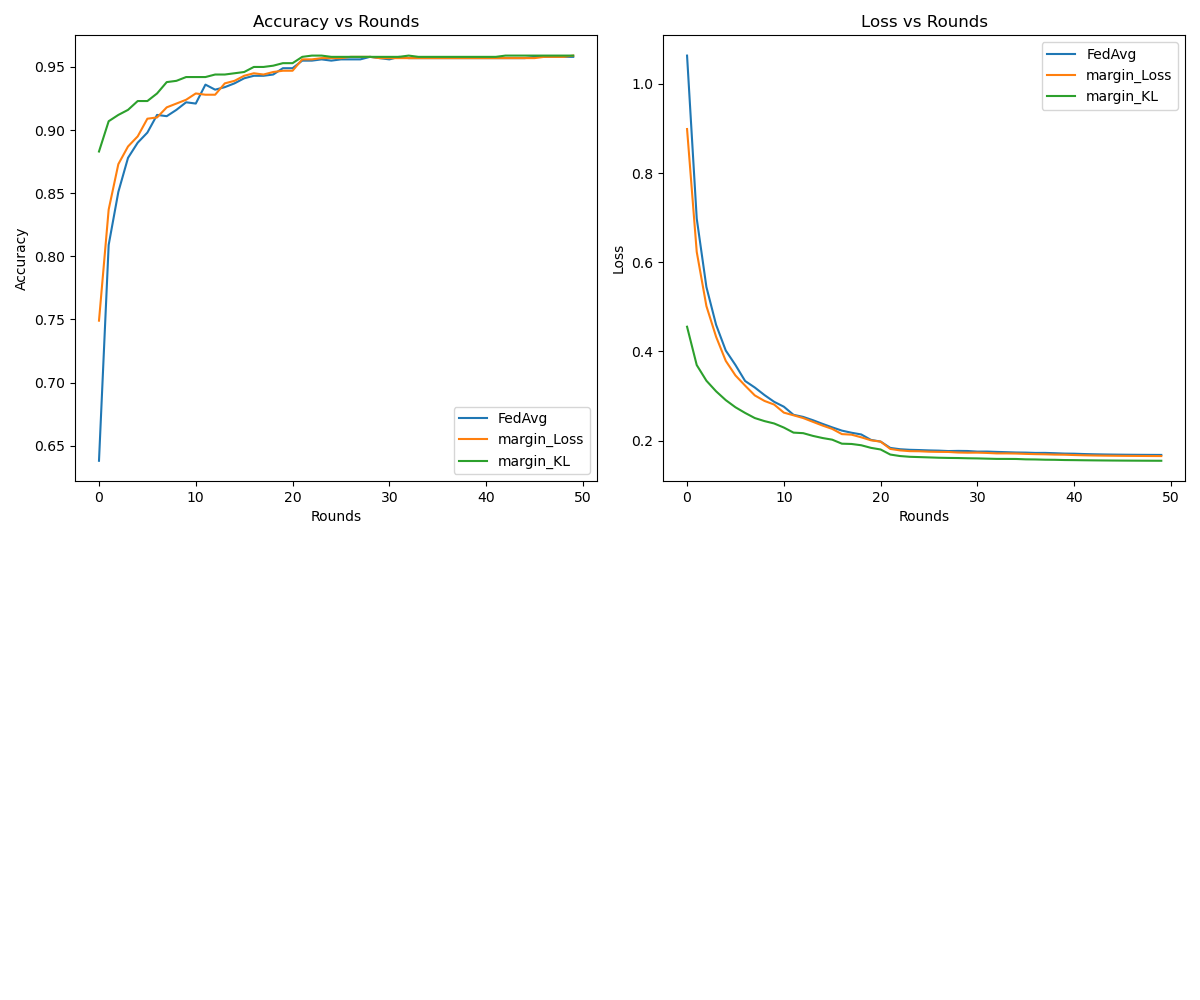 Accuracy vs Rounds
Accuracy
0.95
0.90
0.85
0.80
0.75
0.70
0.65
FedAvg
margin_Loss
margin_KL
0 10 20 30 40 50
Rounds
Loss vs Rounds
Loss
1.0
0.8
0.6
0.4
0.2
FedAvg
margin_Loss
margin_KL
0 10 20 30 40 50
Rounds